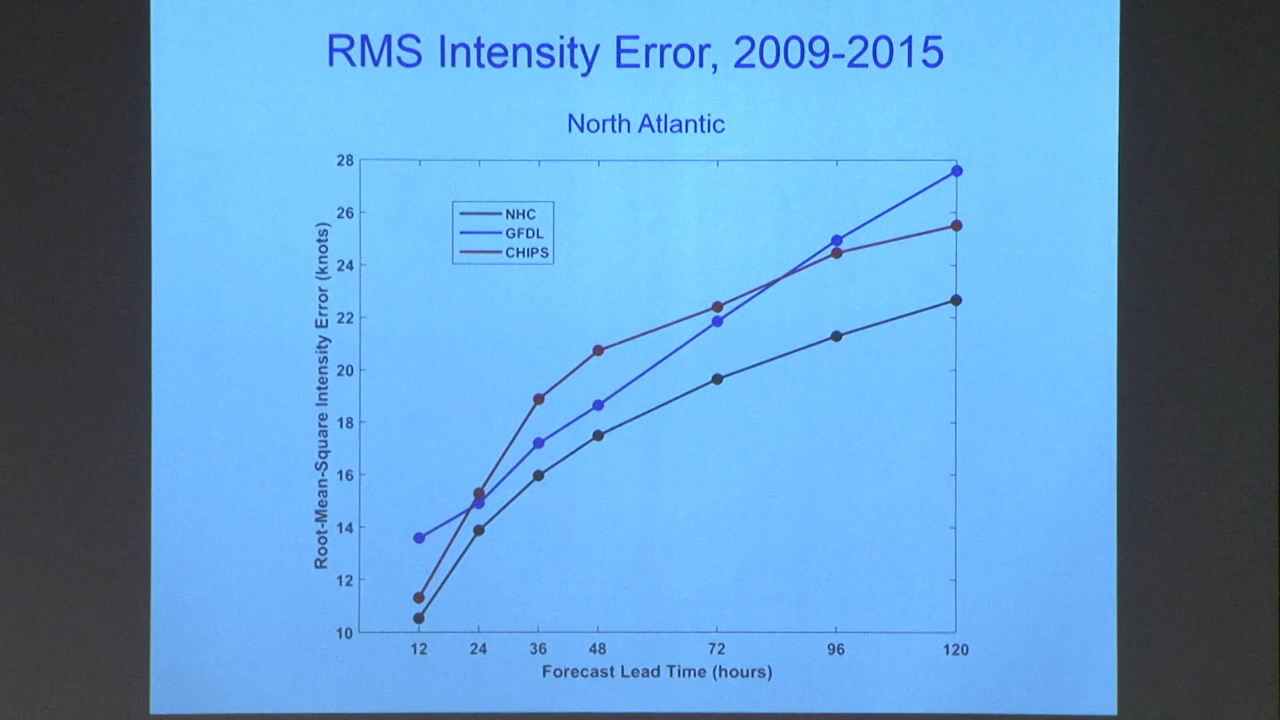 RMS Intensity Error, 2009-2015
North Atlantic
28
26
24
22
20
18
16
14
12
10
Root-Mean-Square Intensity Error (knots)
NHC
GFDL
CHIPS
12 24 36 48 72 96 120
Forecast Lead Time (hours)